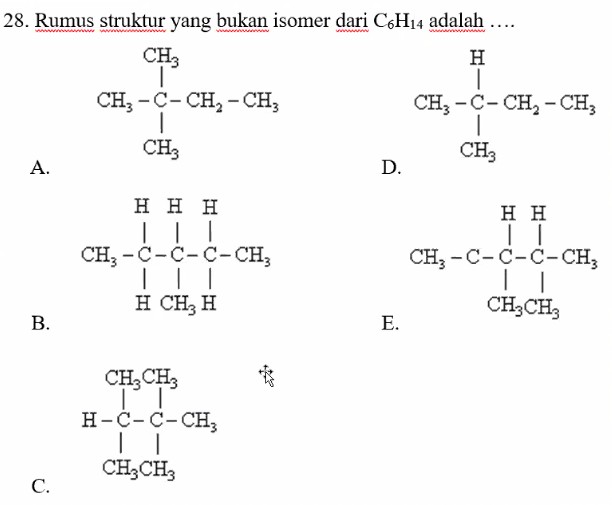 28. Rumus struktur yang bukan isomer dari C₆H₁₄ adalah ….
CH₃
|
CH₃ – C – CH₂ – CH₃
|
CH₃
A.
H
|
CH₃ – C – CH₂ – CH₃
|
CH₃
D.
H H H
| | |
CH₃ – C – C – C – CH₃
| | |
H CH₃ H
B.
H H
| |
CH₃ – C – C – C – CH₃
| |
CH₃CH₃
E.
CH₃CH₃
| |
H – C – C – CH₃
| |
CH₃CH₃
C.